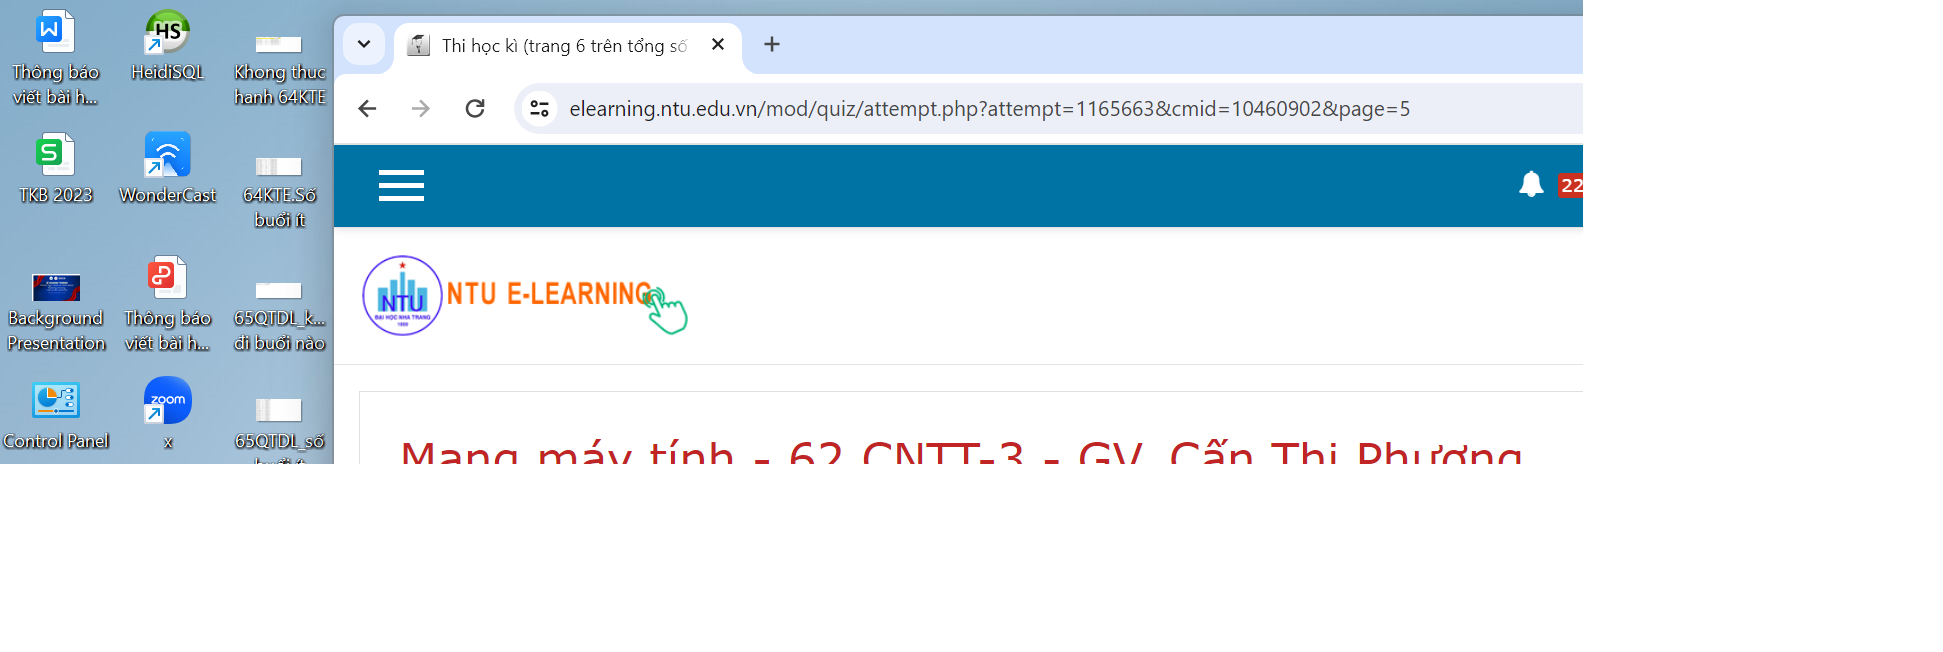 Thông báo
viết bài h...
HeidiSQL
Khong thuc
hanh 64KTE
TKB 2023
WonderCast
64KTE.Số
buổi ít
Background
Presentation
Thông báo
viết bài h...
65QTDL_k...
đi buổi nào
Control Panel
zoom
x
65QTDL_số
buổi ít
Thi học kì (trang 6 trên tổng số
elearning.ntu.edu.vn/mod/quiz/attempt.php?attempt=1165663&cmid=10460902&page=5
22
NTU
ĐẠI HỌC NHA TRANG
NTU E-LEARNING
Mạng máy tính - 62.CNTT-3 - GV. Cấn Thị Phượng